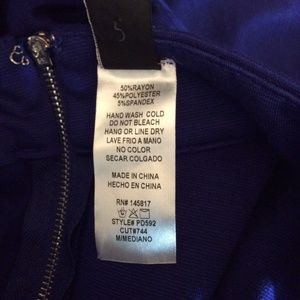 50%RAYON
45%POLYESTER
5%SPANDEX
HAND WASH COLD
DO NOT BLEACH
HANG OR LINE DRY
LAVE FRIO A MANO
NO COLOR
SECAR COLGADO
MADE IN CHINA
HECHO EN CHINA
RN# 145817
STYLE# PD592
CUT#744
M/MEDIANO